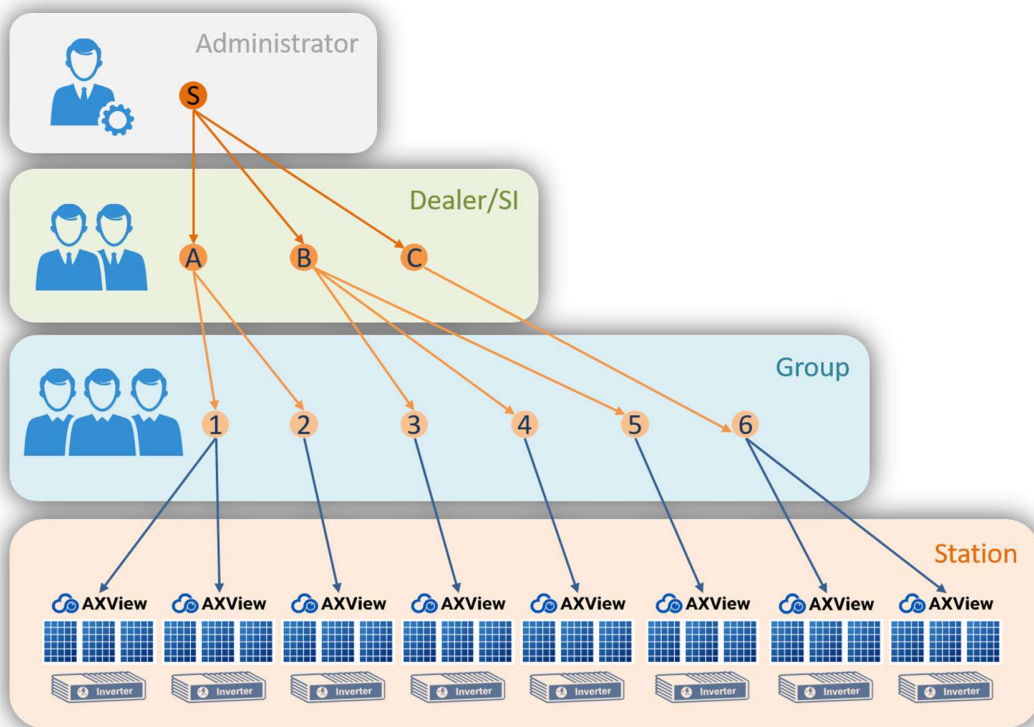 Administrator
S
Dealer/SI
A B C
Group
1 2 3 4 5 6
Station
AXView AXView AXView AXView AXView AXView AXView AXView
Inverter Inverter Inverter Inverter Inverter Inverter Inverter Inverter